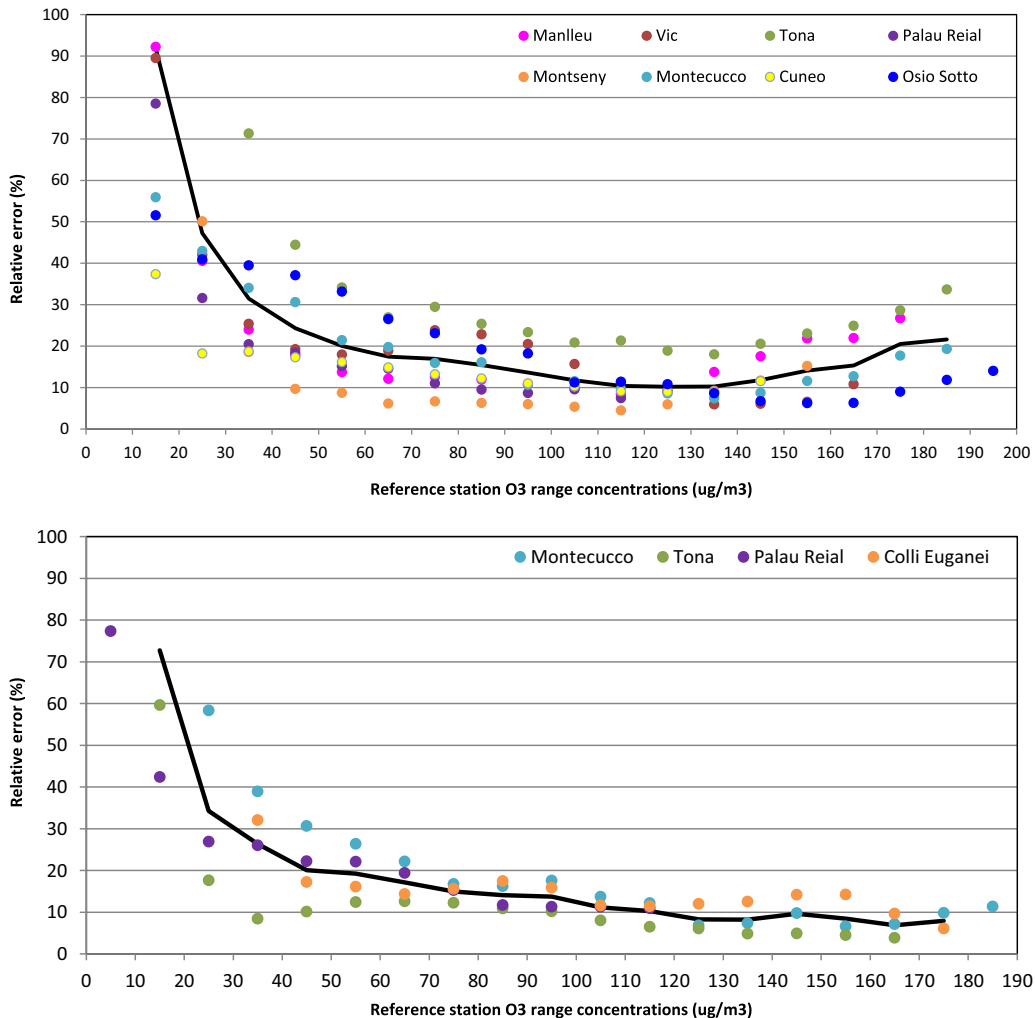 100
90
80
70
60
50
40
30
20
10
0
Relative error (%)
Manlleu Vic Tona Palau Reial
Montseny Montecucco Cuneo Osio Sotto
0 10 20 30 40 50 60 70 80 90 100 110 120 130 140 150 160 170 180 190 200
Reference station O3 range concentrations (ug/m3)
100
90
80
70
60
50
40
30
20
10
0
Relative error (%)
Montecucco Tona Palau Reial Colli Euganei
0 10 20 30 40 50 60 70 80 90 100 110 120 130 140 150 160 170 180 190
Reference station O3 range concentrations (ug/m3)